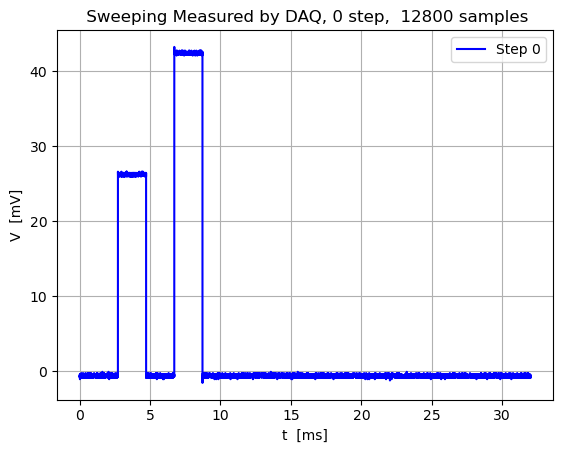 Sweeping Measured by DAQ, 0 step,  12800 samples
Step 0
40
30
20
10
0
V  [mV]
0 5 10 15 20 25 30
t  [ms]